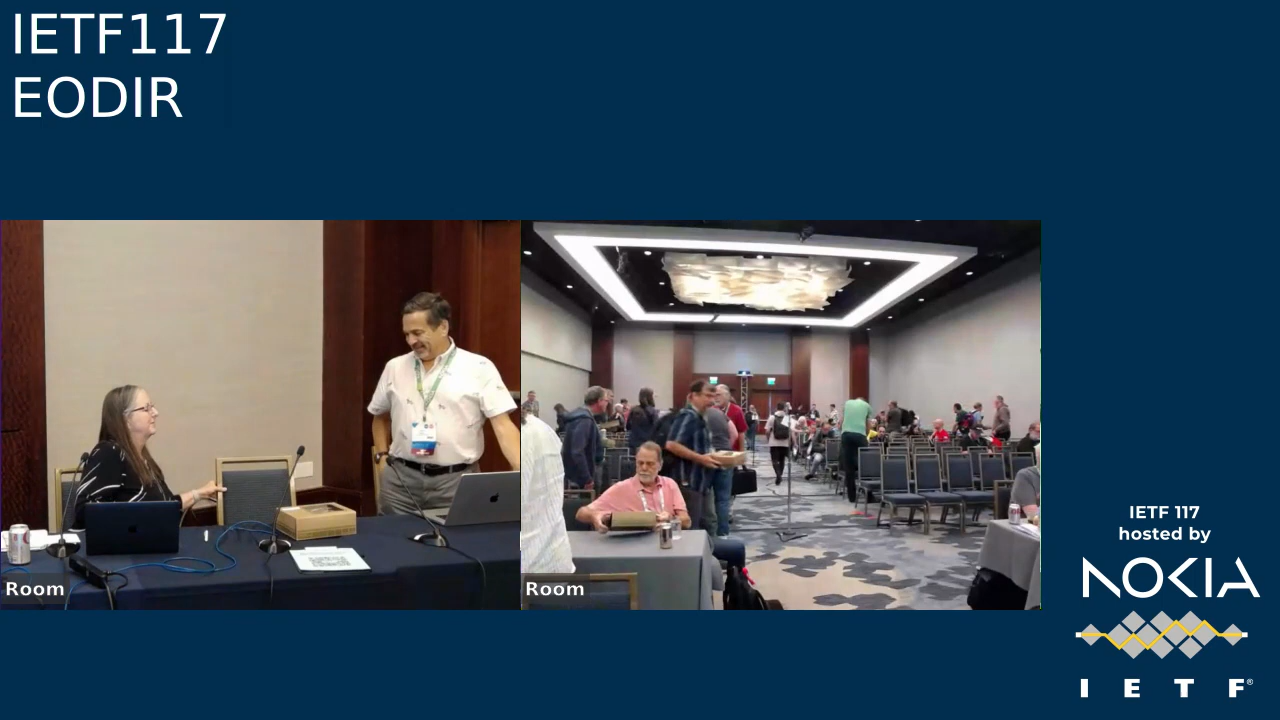 IETF117
EODIR
Room
Room
IETF 117
hosted by
NOKIA
I E T F®